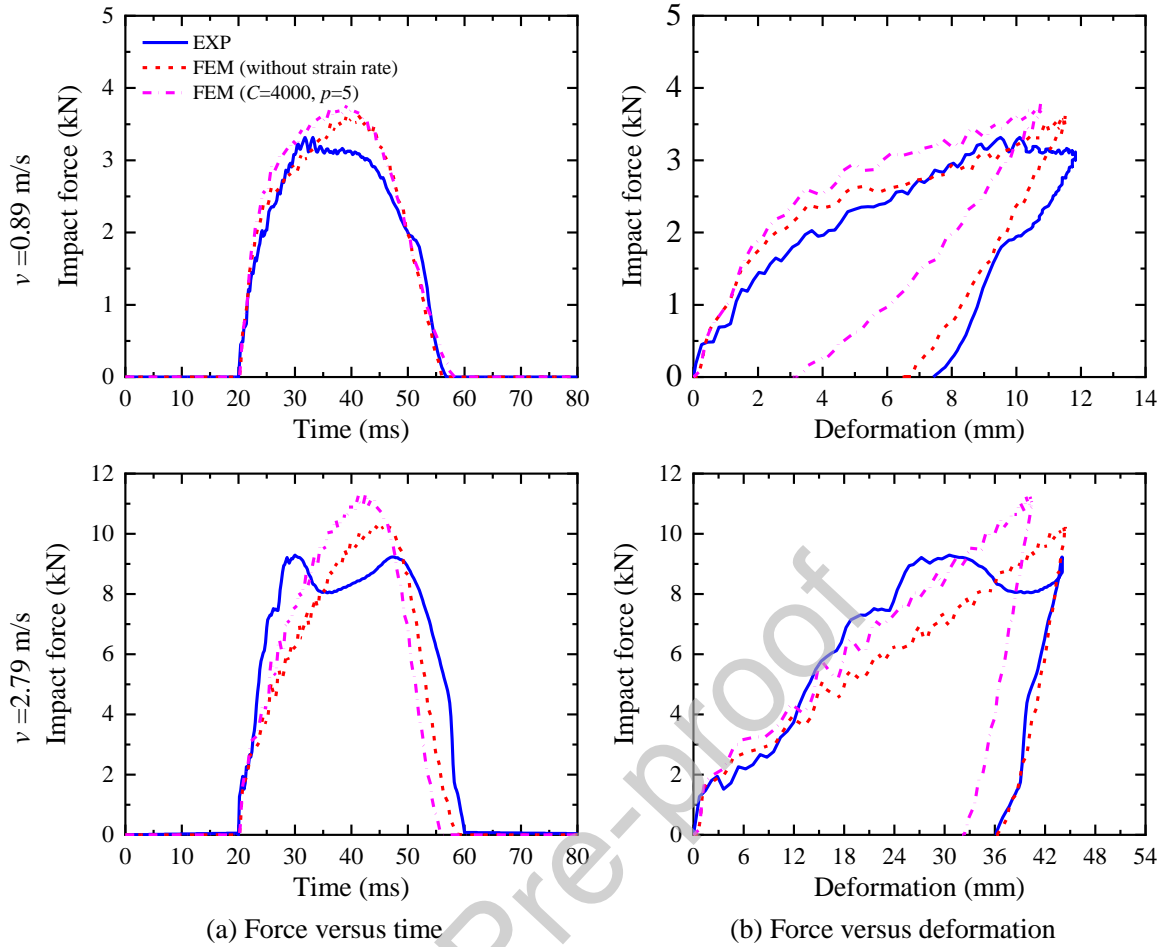 EXP
FEM (without strain rate)
FEM (C=4000, p=5)
5
4
3
2
1
0
Impact force (kN)
v =0.89 m/s
0 10 20 30 40 50 60 70 80
Time (ms)
5
4
3
2
1
0
Impact force (kN)
0 2 4 6 8 10 12 14
Deformation (mm)
12
10
8
6
4
2
0
Impact force (kN)
v =2.79 m/s
0 10 20 30 40 50 60 70 80
Time (ms)
12
10
8
6
4
2
0
Impact force (kN)
0 6 12 18 24 30 36 42 48 54
Deformation (mm)
(a) Force versus time
(b) Force versus deformation
Pre-proof